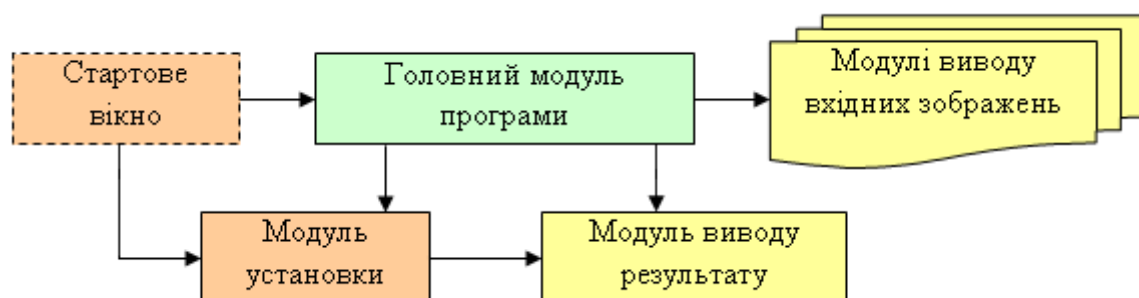 Стартове
вікно
Головний модуль
програми
Модулі виводу
вхідних зображень
Модуль
установки
Модуль виводу
результату